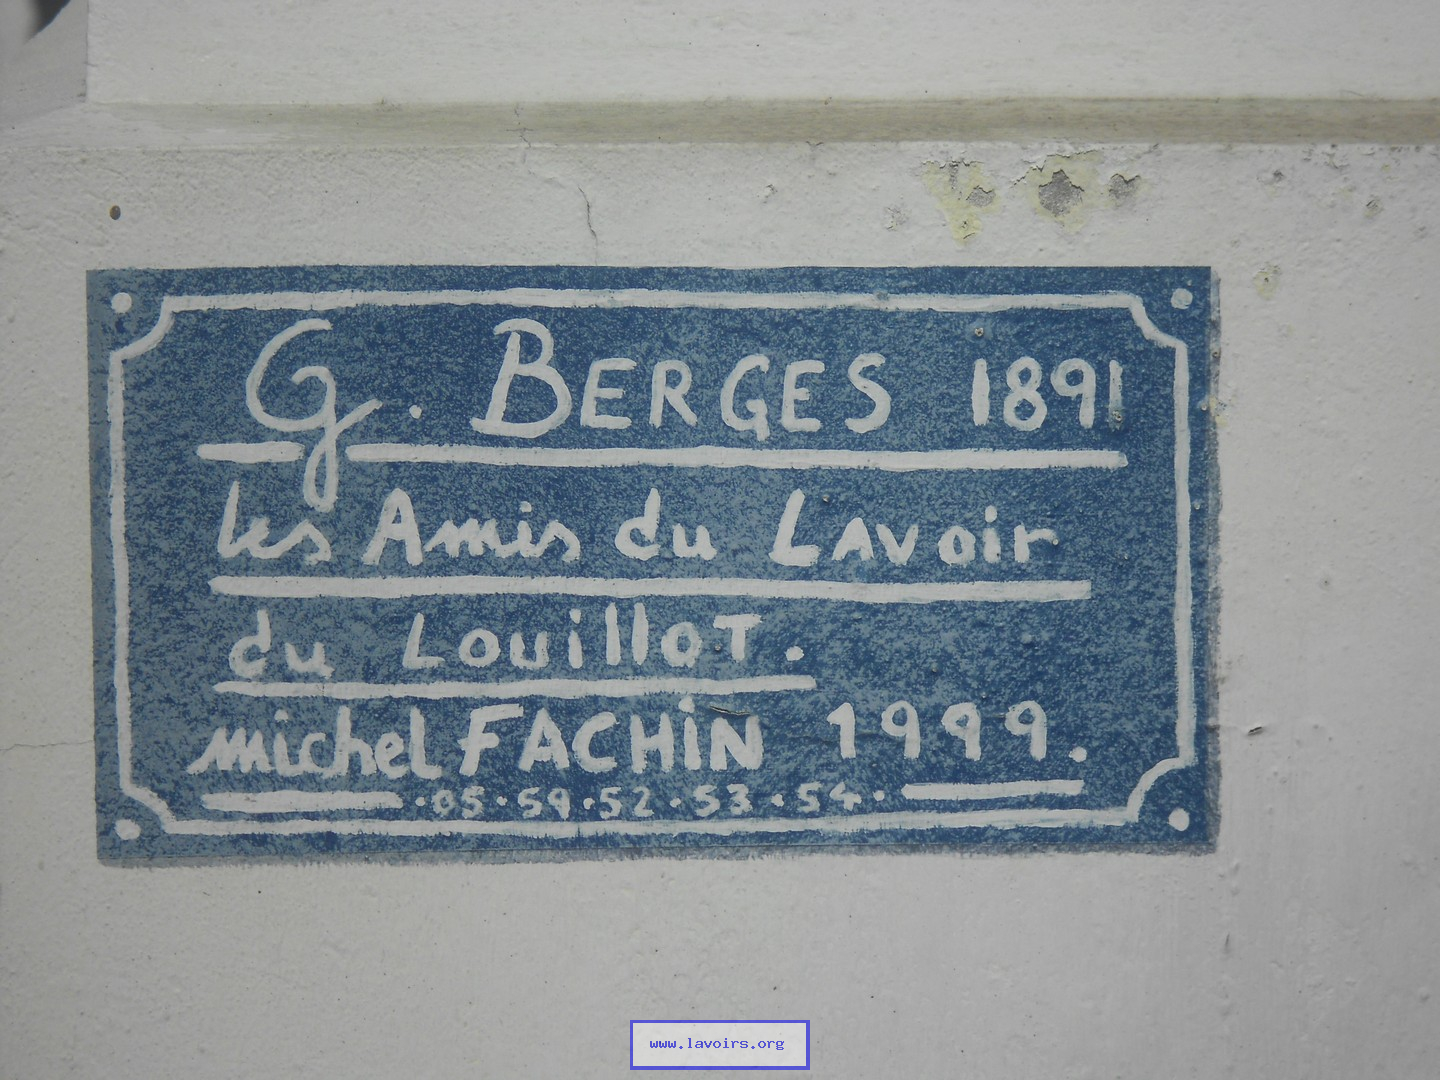 G. BERGES 1891
les Amis du LAvoir
du LouilloT.
michel FACHiN 1999.
·05·59·52·53·54·
www.lavoirs.org